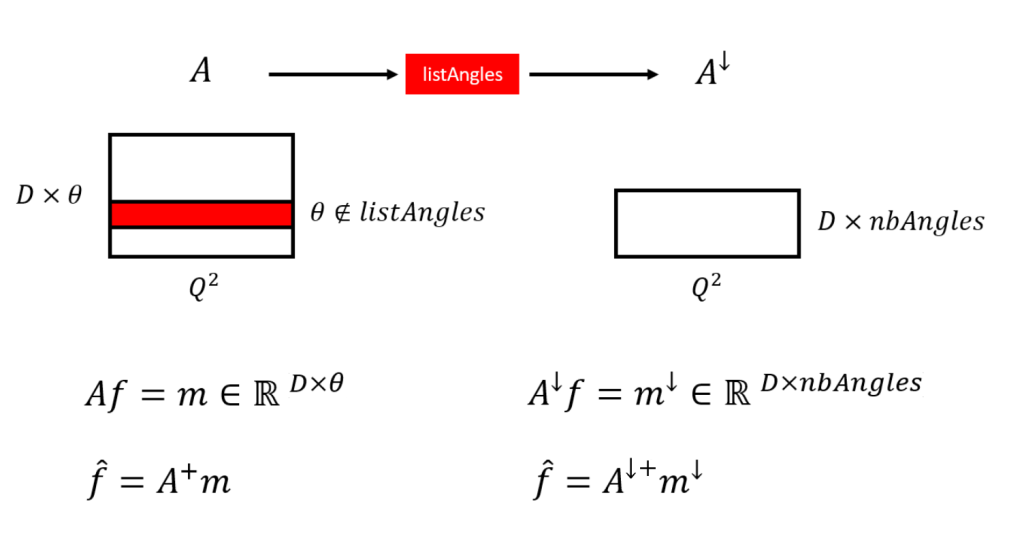 A listAngles A↓
D × θ
θ ∉ listAngles
D × nbAngles
Q² Q²
Af = m ∈ ℝ ᴰ×ᶿ A↓f = m↓ ∈ ℝ ᴰ×ⁿᵇᴬⁿᵍˡᵉˢ
f̂ = A⁺m f̂ = A↓⁺m↓